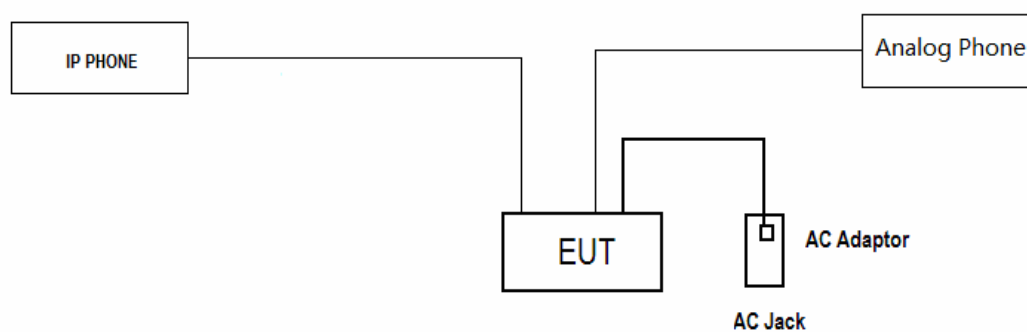 IP PHONE
Analog Phone
EUT
AC Adaptor
AC Jack